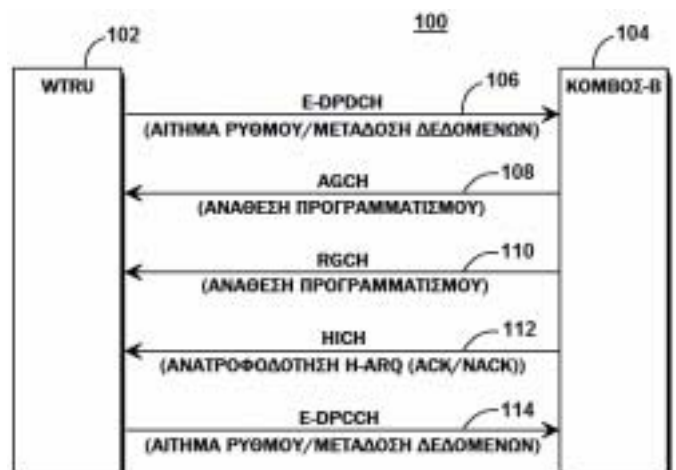 100
102
104
WTRU
ΚΟΜΒΟΣ-Β
106
E-DPDCH
(ΑΙΤΗΜΑ ΡΥΘΜΟΥ/ΜΕΤΑΔΟΣΗ ΔΕΔΟΜΕΝΩΝ)
108
AGCH
(ΑΝΑΘΕΣΗ ΠΡΟΓΡΑΜΜΑΤΙΣΜΟΥ)
110
RGCH
(ΑΝΑΘΕΣΗ ΠΡΟΓΡΑΜΜΑΤΙΣΜΟΥ)
112
HICH
(ΑΝΑΤΡΟΦΟΔΟΤΗΣΗ H-ARQ (ACK/NACK))
114
E-DPCCH
(ΑΙΤΗΜΑ ΡΥΘΜΟΥ/ΜΕΤΑΔΟΣΗ ΔΕΔΟΜΕΝΩΝ)